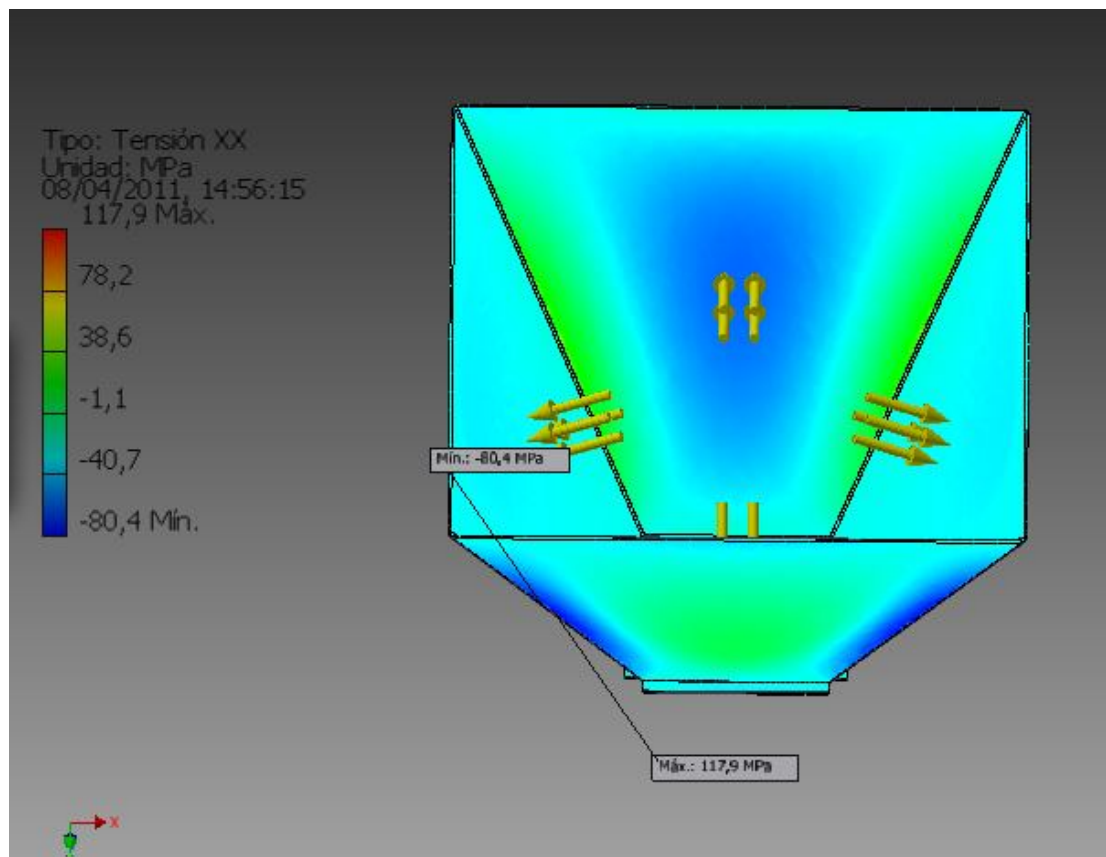 Tipo: Tensión XX
Unidad: MPa
08/04/2011, 14:56:15
117,9 Máx.
78,2
38,6
-1,1
-40,7
-80,4 Mín.
Mín.: -80,4 MPa
Máx.: 117,9 MPa
X